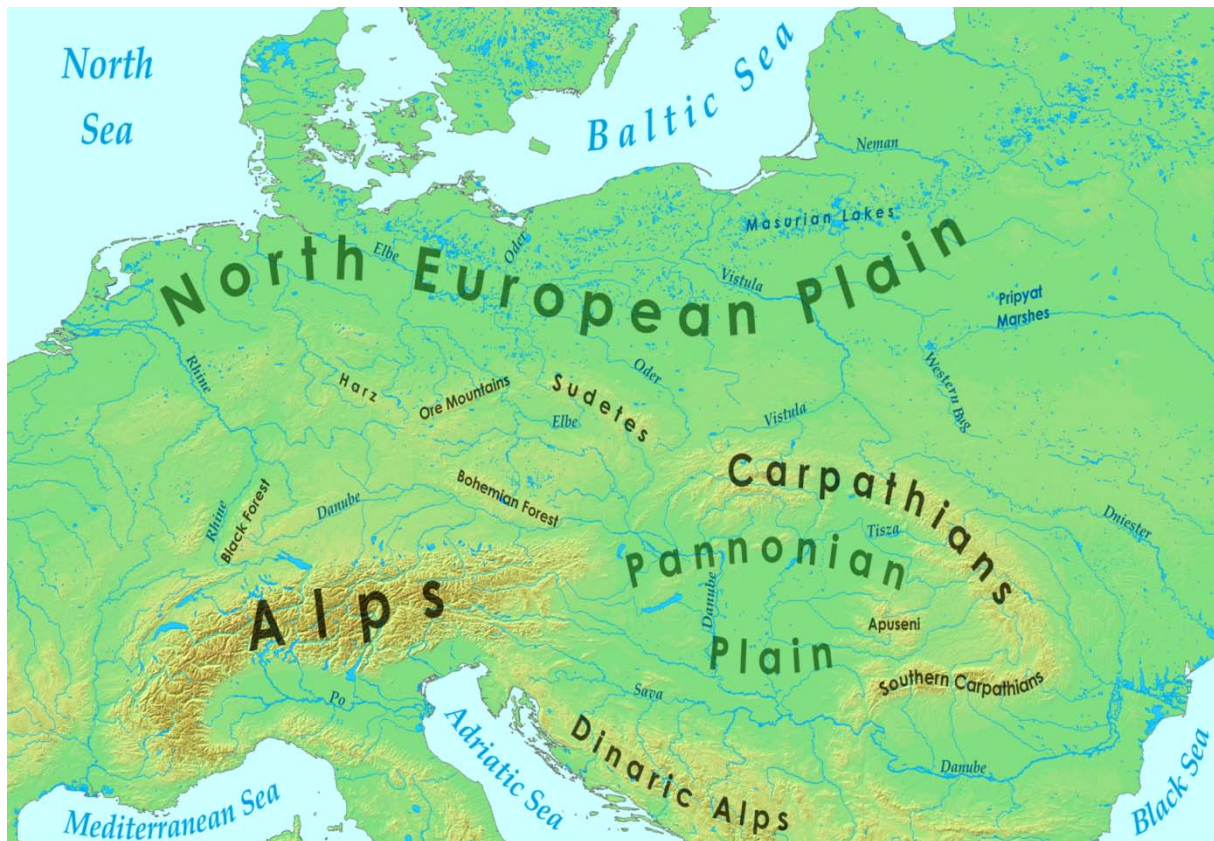 North
Sea
Baltic Sea
Neman
Masurian Lakes
Elbe
Oder
North European Plain
Vistula
Pripyat
Marshes
Rhine
Harz
Ore Mountains
Sudetes
Oder
Elbe
Vistula
Western Bug
Carpathians
Rhine
Black Forest
Danube
Bohemian Forest
Dniester
Tisza
Pannonian
Plain
Danube
Alps
Apuseni
Southern Carpathians
Po
Sava
Adriatic Sea
Dinaric Alps
Danube
Mediterranean Sea
Black Sea